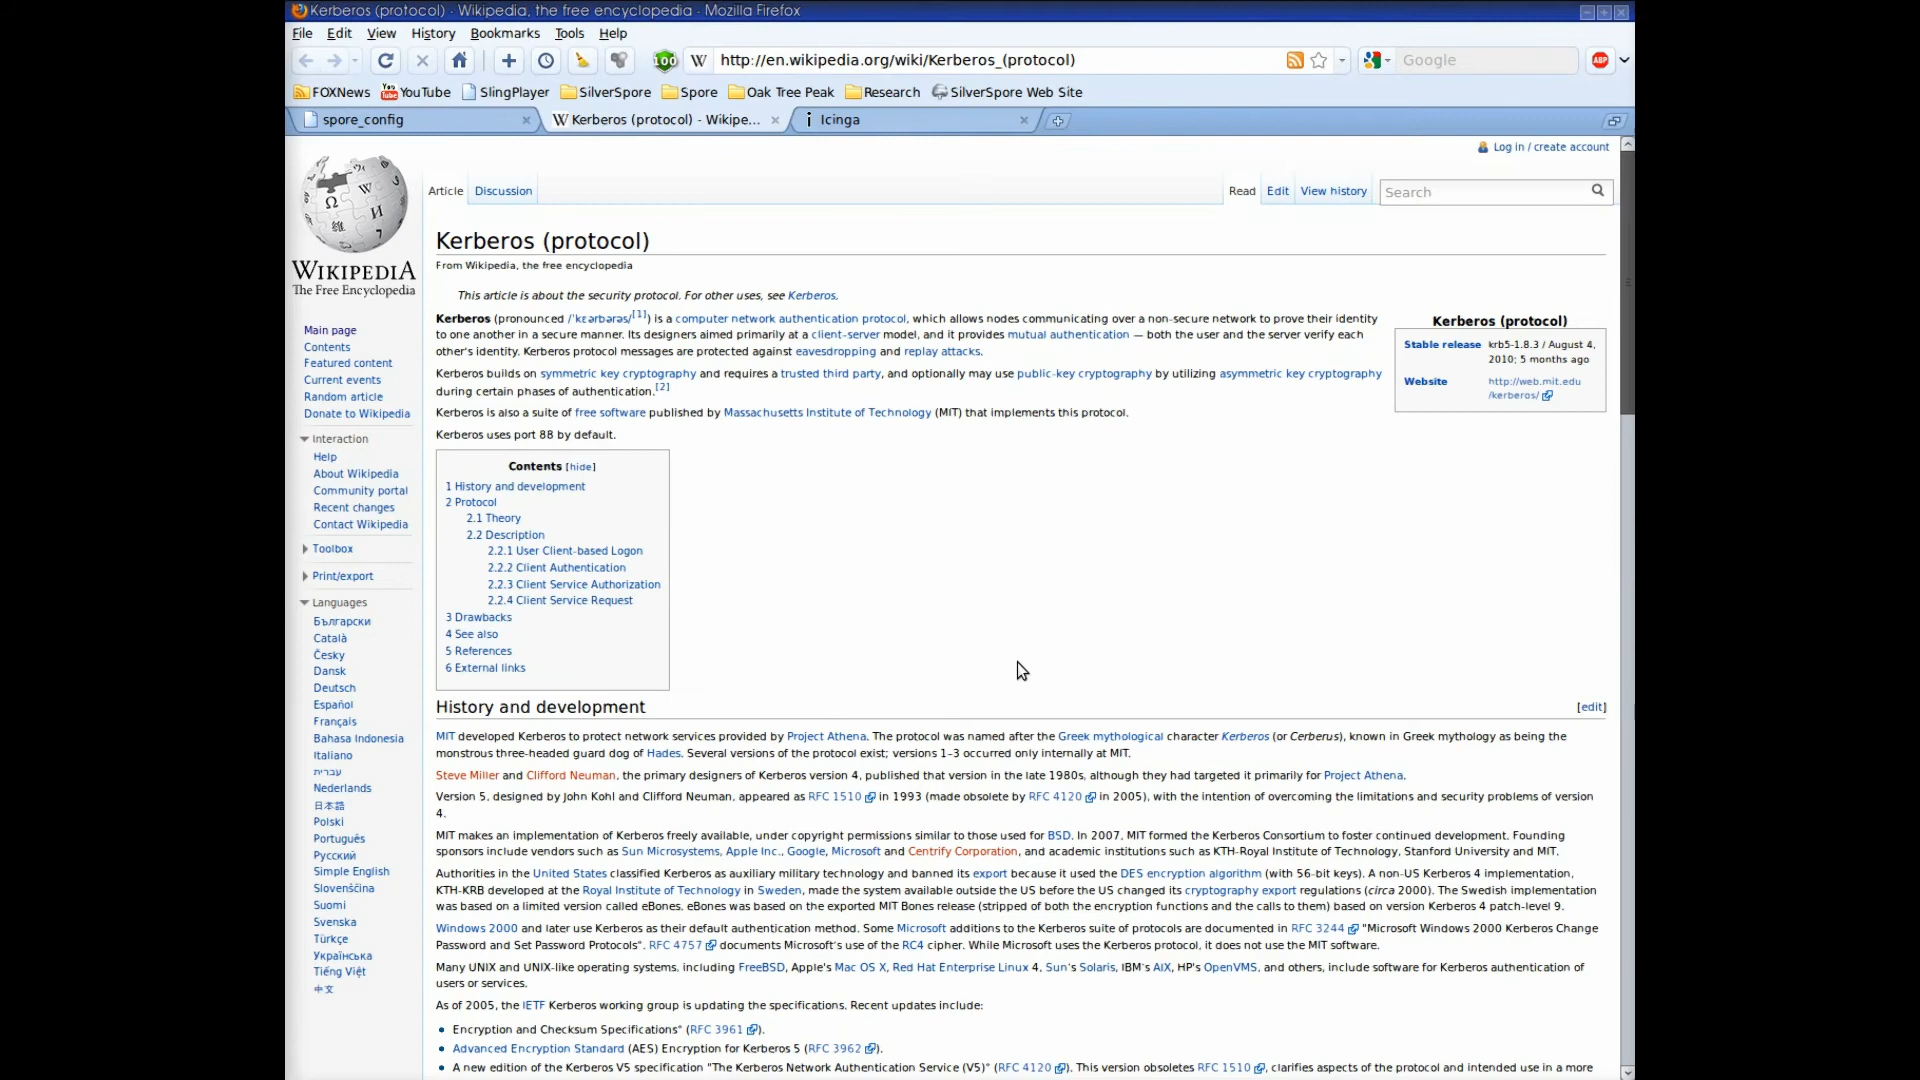 Kerberos (protocol) - Wikipedia, the free encyclopedia - Mozilla Firefox
File Edit View History Bookmarks Tools Help
100 W http://en.wikipedia.org/wiki/Kerberos_(protocol) Google ABP
FOXNews YouTube SlingPlayer SilverSpore Spore Oak Tree Peak Research SilverSpore Web Site
spore_config Kerberos (protocol) - Wikipe... Icinga
Log in / create account
Article Discussion Read Edit View history Search
WIKIPEDIA
The Free Encyclopedia
Main page
Contents
Featured content
Current events
Random article
Donate to Wikipedia
Interaction
Help
About Wikipedia
Community portal
Recent changes
Contact Wikipedia
Toolbox
Print/export
Languages
Български
Català
Česky
Dansk
Deutsch
Español
Français
Bahasa Indonesia
Italiano
עברית
Nederlands
日本語
Polski
Português
Русский
Simple English
Slovenščina
Suomi
Svenska
Türkçe
Українська
Tiếng Việt
中文
Kerberos (protocol)
From Wikipedia, the free encyclopedia
This article is about the security protocol. For other uses, see Kerberos.
Kerberos (pronounced /ˈkɛərbərəs/[1]) is a computer network authentication protocol, which allows nodes communicating over a non-secure network to prove their identity
to one another in a secure manner. Its designers aimed primarily at a client-server model, and it provides mutual authentication — both the user and the server verify each
other's identity. Kerberos protocol messages are protected against eavesdropping and replay attacks.
Kerberos builds on symmetric key cryptography and requires a trusted third party, and optionally may use public-key cryptography by utilizing asymmetric key cryptography
during certain phases of authentication.[2]
Kerberos is also a suite of free software published by Massachusetts Institute of Technology (MIT) that implements this protocol.
Kerberos uses port 88 by default.
Kerberos (protocol)
Stable release krb5-1.8.3 / August 4,
2010; 5 months ago
Website http://web.mit.edu
/kerberos/
Contents [hide]
1 History and development
2 Protocol
2.1 Theory
2.2 Description
2.2.1 User Client-based Logon
2.2.2 Client Authentication
2.2.3 Client Service Authorization
2.2.4 Client Service Request
3 Drawbacks
4 See also
5 References
6 External links
History and development [edit]
MIT developed Kerberos to protect network services provided by Project Athena. The protocol was named after the Greek mythological character Kerberos (or Cerberus), known in Greek mythology as being the
monstrous three-headed guard dog of Hades. Several versions of the protocol exist; versions 1–3 occurred only internally at MIT.
Steve Miller and Clifford Neuman, the primary designers of Kerberos version 4, published that version in the late 1980s, although they had targeted it primarily for Project Athena.
Version 5, designed by John Kohl and Clifford Neuman, appeared as RFC 1510 in 1993 (made obsolete by RFC 4120 in 2005), with the intention of overcoming the limitations and security problems of version
4.
MIT makes an implementation of Kerberos freely available, under copyright permissions similar to those used for BSD. In 2007, MIT formed the Kerberos Consortium to foster continued development. Founding
sponsors include vendors such as Sun Microsystems, Apple Inc., Google, Microsoft and Centrify Corporation, and academic institutions such as KTH-Royal Institute of Technology, Stanford University and MIT.
Authorities in the United States classified Kerberos as auxiliary military technology and banned its export because it used the DES encryption algorithm (with 56-bit keys). A non-US Kerberos 4 implementation,
KTH-KRB developed at the Royal Institute of Technology in Sweden, made the system available outside the US before the US changed its cryptography export regulations (circa 2000). The Swedish implementation
was based on a limited version called eBones. eBones was based on the exported MIT Bones release (stripped of both the encryption functions and the calls to them) based on version Kerberos 4 patch-level 9.
Windows 2000 and later use Kerberos as their default authentication method. Some Microsoft additions to the Kerberos suite of protocols are documented in RFC 3244 "Microsoft Windows 2000 Kerberos Change
Password and Set Password Protocols". RFC 4757 documents Microsoft's use of the RC4 cipher. While Microsoft uses the Kerberos protocol, it does not use the MIT software.
Many UNIX and UNIX-like operating systems, including FreeBSD, Apple's Mac OS X, Red Hat Enterprise Linux 4, Sun's Solaris, IBM's AIX, HP's OpenVMS, and others, include software for Kerberos authentication of
users or services.
As of 2005, the IETF Kerberos working group is updating the specifications. Recent updates include:
Encryption and Checksum Specifications" (RFC 3961).
Advanced Encryption Standard (AES) Encryption for Kerberos 5 (RFC 3962).
A new edition of the Kerberos V5 specification "The Kerberos Network Authentication Service (V5)" (RFC 4120). This version obsoletes RFC 1510, clarifies aspects of the protocol and intended use in a more